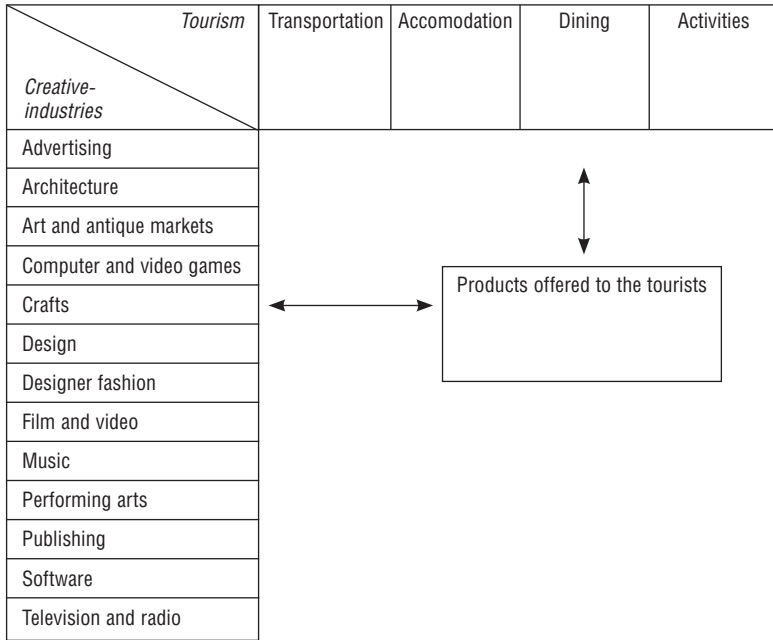 Tourism
Transportation
Accomodation
Dining
Activities
Creative-
industries
Advertising
Architecture
Art and antique markets
Computer and video games
Crafts
Design
Designer fashion
Film and video
Music
Performing arts
Publishing
Software
Television and radio
Products offered to the tourists